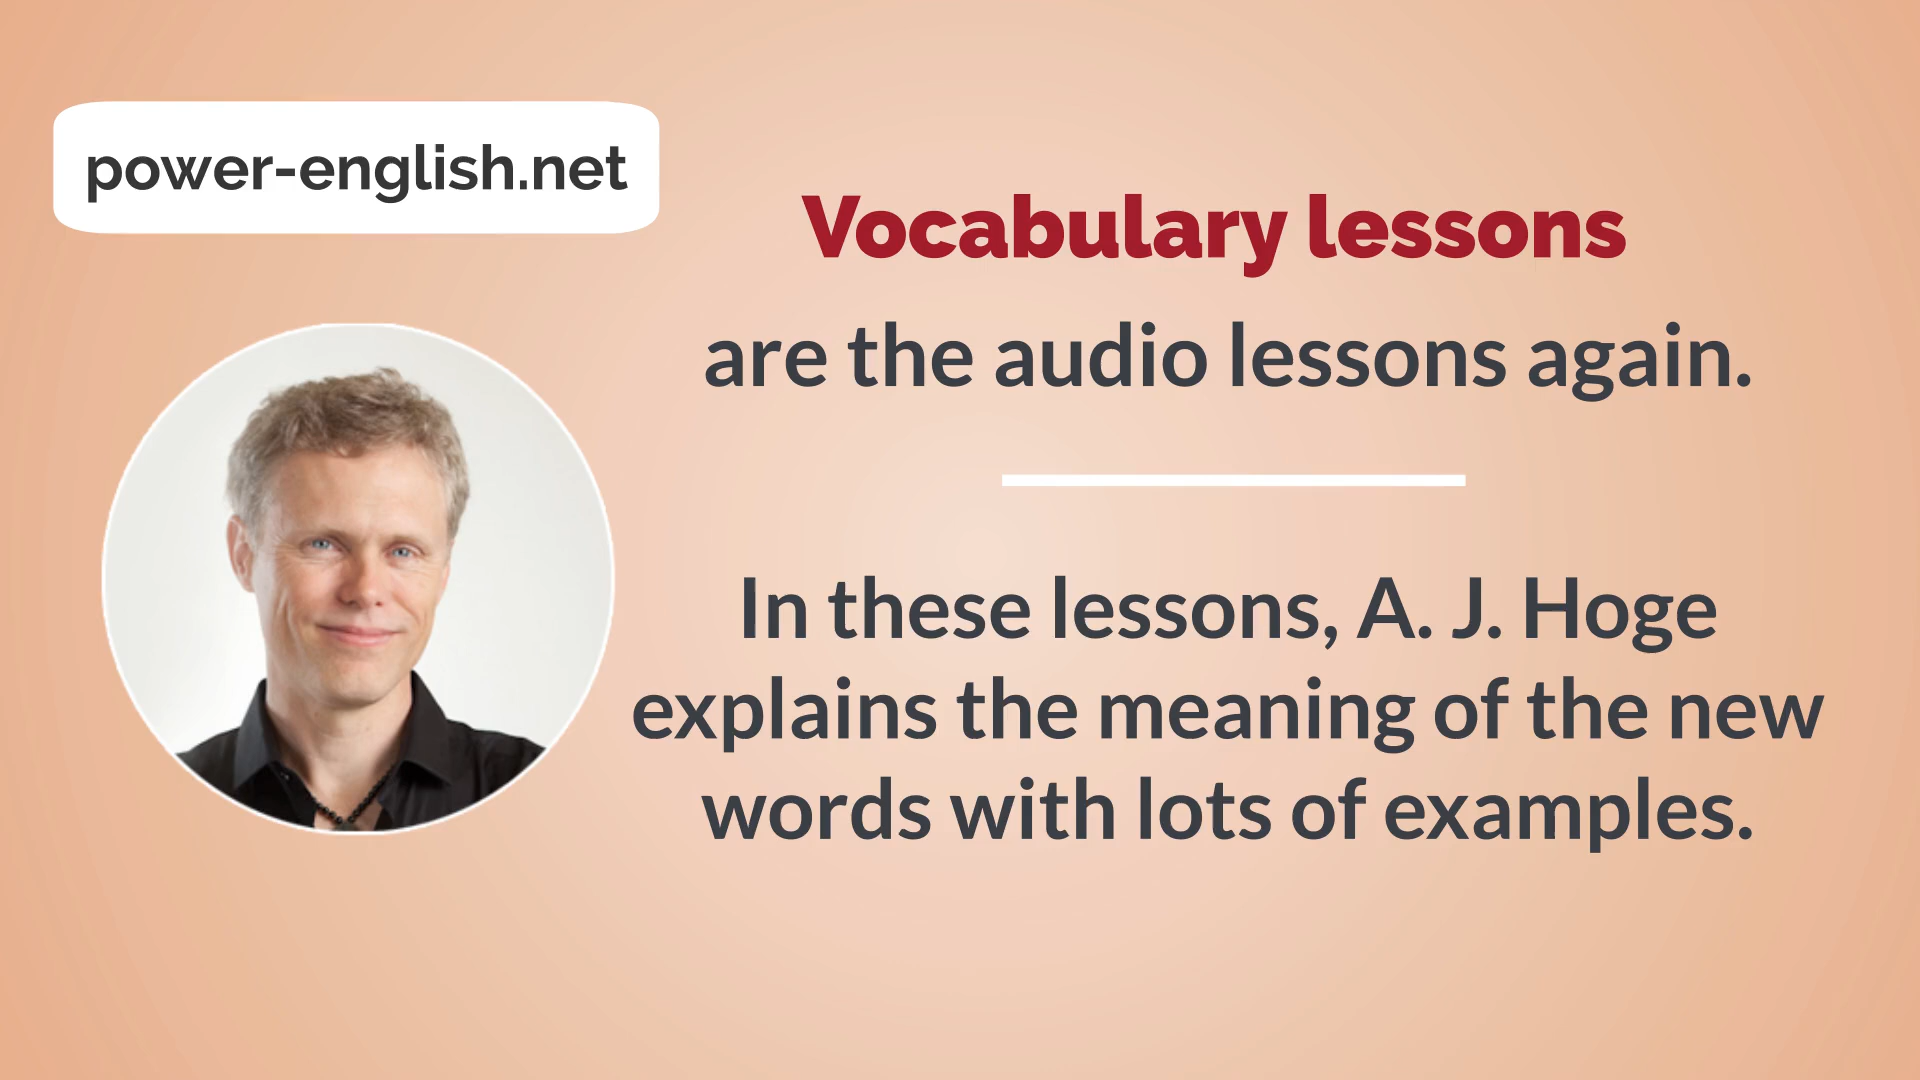 power-english.net
Vocabulary lessons
are the audio lessons again.
In these lessons, A. J. Hoge
explains the meaning of the new
words with lots of examples.